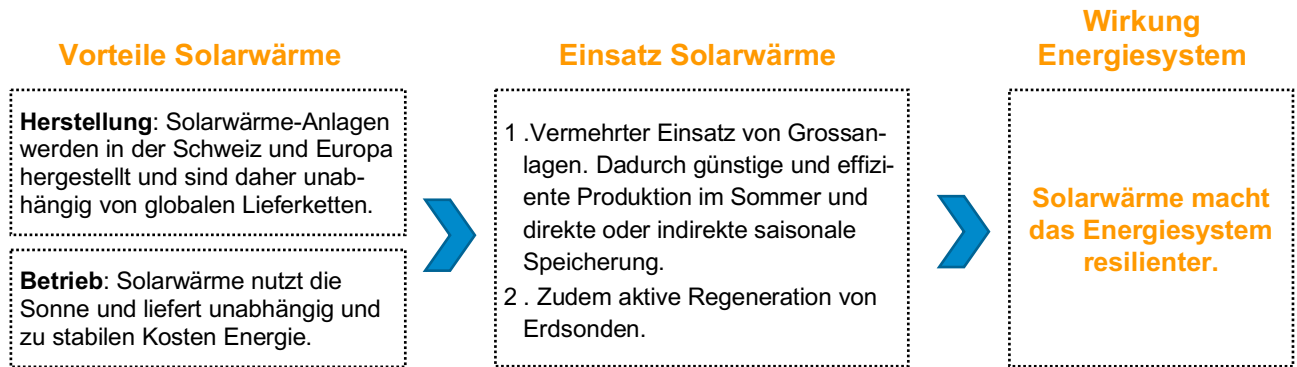 Vorteile Solarwärme
Herstellung: Solarwärme-Anlagen
werden in der Schweiz und Europa
hergestellt und sind daher unab-
hängig von globalen Lieferketten.
Betrieb: Solarwärme nutzt die
Sonne und liefert unabhängig und
zu stabilen Kosten Energie.
Einsatz Solarwärme
1 .Vermehrter Einsatz von Grossan-
lagen. Dadurch günstige und effizi-
ente Produktion im Sommer und
direkte oder indirekte saisonale
Speicherung.
2 . Zudem aktive Regeneration von
Erdsonden.
Wirkung
Energiesystem
Solarwärme macht
das Energiesystem
resilienter.